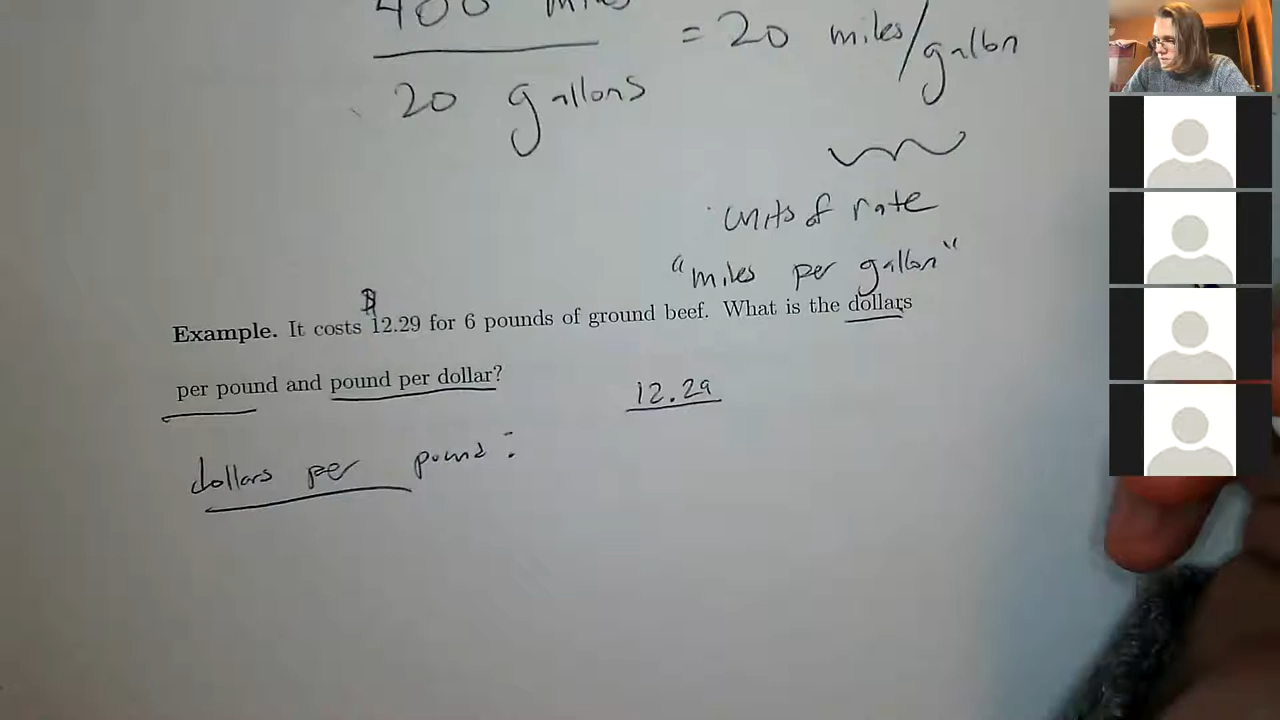 400 miles
= 20 miles/gallon
20 gallons
units of rate
"miles per gallon"
$
Example. It costs 12.29 for 6 pounds of ground beef. What is the dollars
per pound and pound per dollar?
12.29
dollars per pound: